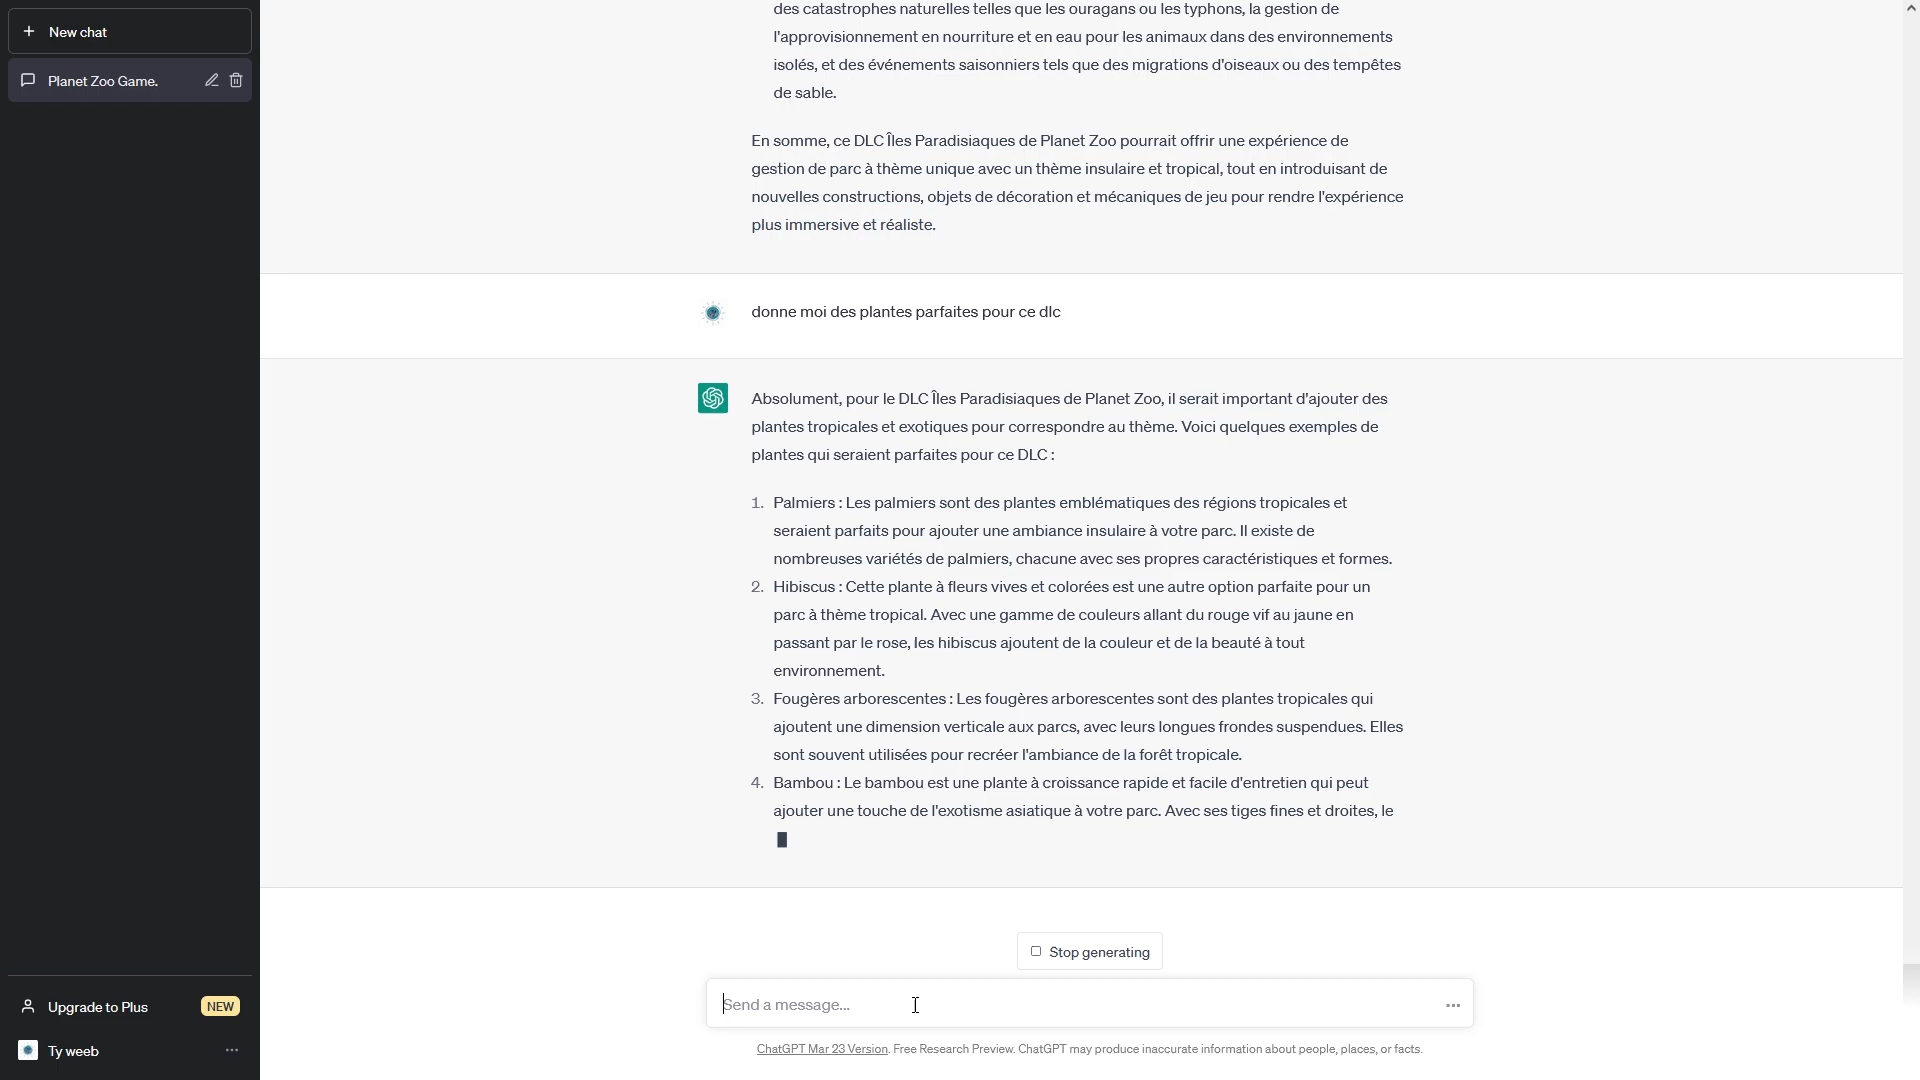 New chat
Planet Zoo Game.
des catastrophes naturelles telles que les ouragans ou les typhons, la gestion de
l'approvisionnement en nourriture et en eau pour les animaux dans des environnements
isolés, et des événements saisonniers tels que des migrations d'oiseaux ou des tempêtes
de sable.
En somme, ce DLC Îles Paradisiaques de Planet Zoo pourrait offrir une expérience de
gestion de parc à thème unique avec un thème insulaire et tropical, tout en introduisant de
nouvelles constructions, objets de décoration et mécaniques de jeu pour rendre l'expérience
plus immersive et réaliste.
donne moi des plantes parfaites pour ce dlc
Absolument, pour le DLC Îles Paradisiaques de Planet Zoo, il serait important d'ajouter des
plantes tropicales et exotiques pour correspondre au thème. Voici quelques exemples de
plantes qui seraient parfaites pour ce DLC :
1. Palmiers : Les palmiers sont des plantes emblématiques des régions tropicales et
seraient parfaits pour ajouter une ambiance insulaire à votre parc. Il existe de
nombreuses variétés de palmiers, chacune avec ses propres caractéristiques et formes.
2. Hibiscus : Cette plante à fleurs vives et colorées est une autre option parfaite pour un
parc à thème tropical. Avec une gamme de couleurs allant du rouge vif au jaune en
passant par le rose, les hibiscus ajoutent de la couleur et de la beauté à tout
environnement.
3. Fougères arborescentes : Les fougères arborescentes sont des plantes tropicales qui
ajoutent une dimension verticale aux parcs, avec leurs longues frondes suspendues. Elles
sont souvent utilisées pour recréer l'ambiance de la forêt tropicale.
4. Bambou : Le bambou est une plante à croissance rapide et facile d'entretien qui peut
ajouter une touche de l'exotisme asiatique à votre parc. Avec ses tiges fines et droites, le
Stop generating
Send a message...
ChatGPT Mar 23 Version. Free Research Preview. ChatGPT may produce inaccurate information about people, places, or facts.
Upgrade to Plus NEW
Ty weeb